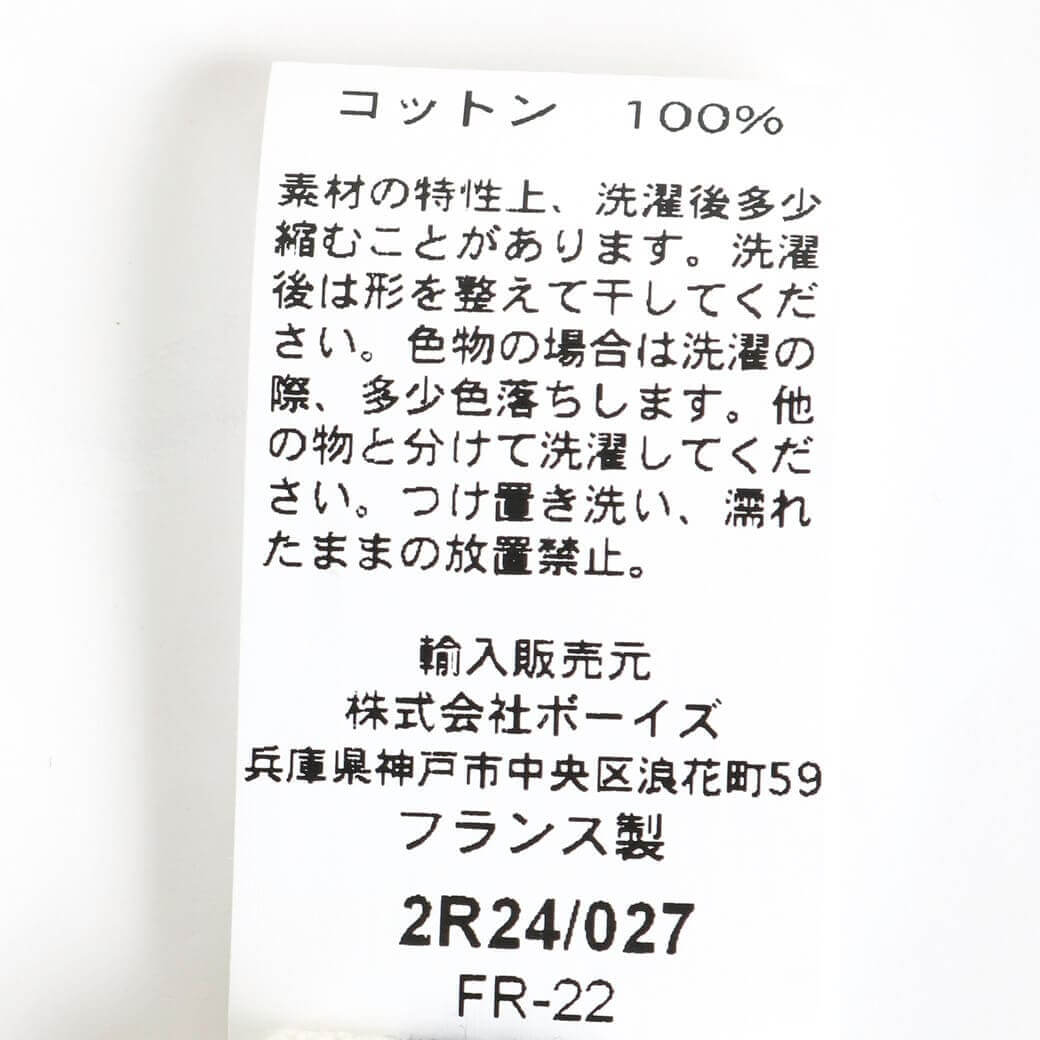 コットン 100%
素材の特性上、洗濯後多少
縮むことがあります。洗濯
後は形を整えて干してくだ
さい。色物の場合は洗濯の
際、多少色落ちします。他
の物と分けて洗濯してくだ
さい。つけ置き洗い、濡れ
たままの放置禁止。
輸入販売元
株式会社ボーイズ
兵庫県神戸市中央区浪花町59
フランス製
2R24/027
FR-22